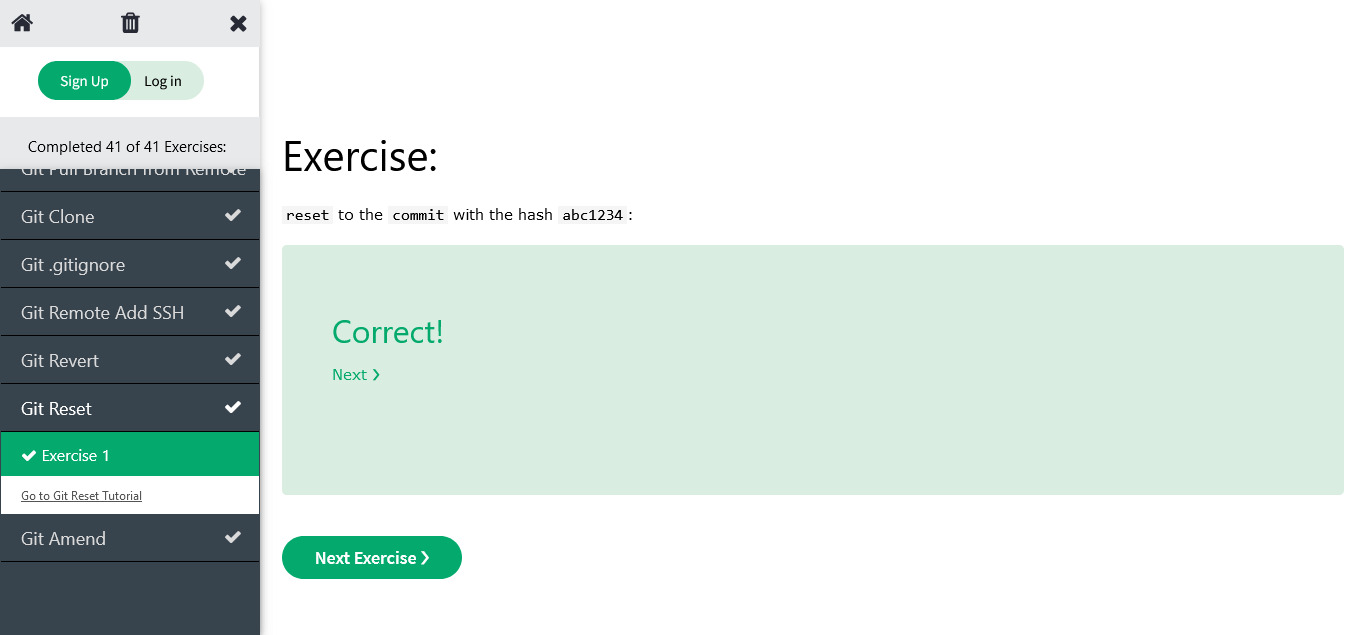 Sign Up Log in
Completed 41 of 41 Exercises:
Git Pull Branch from Remote
Git Clone
Git .gitignore
Git Remote Add SSH
Git Revert
Git Reset
Exercise 1
Go to Git Reset Tutorial
Git Amend
Exercise:
reset to the commit with the hash abc1234:
Correct!
Next ❯
Next Exercise ❯